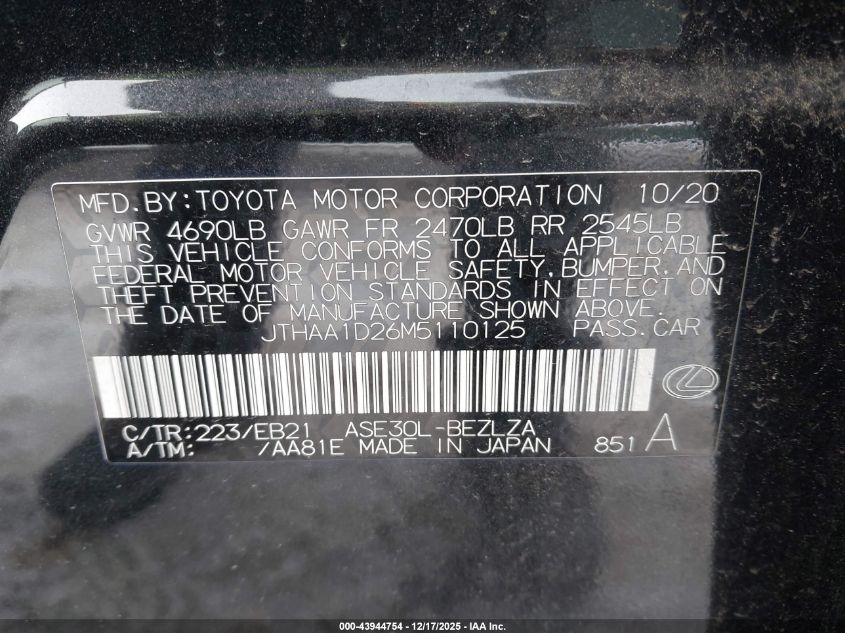 MFD.BY:TOYOTA MOTOR CORPORATION 10/20
GVWR 4690LB GAWR FR 2470LB RR 2545LB
THIS VEHICLE CONFORMS TO ALL APPLICABLE
FEDERAL MOTOR VEHICLE SAFETY,BUMPER,AND
THEFT PREVENTION STANDARDS IN EFFECT ON
THE DATE OF MANUFACTURE SHOWN ABOVE.
JTHAA1D26M5110125 PASS.CAR
C/TR:223/EB21 ASE30L-BEZLZA
A/TM: /AA81E MADE IN JAPAN 851 A
000-43944754 - 12/17/2025 - IAA Inc.